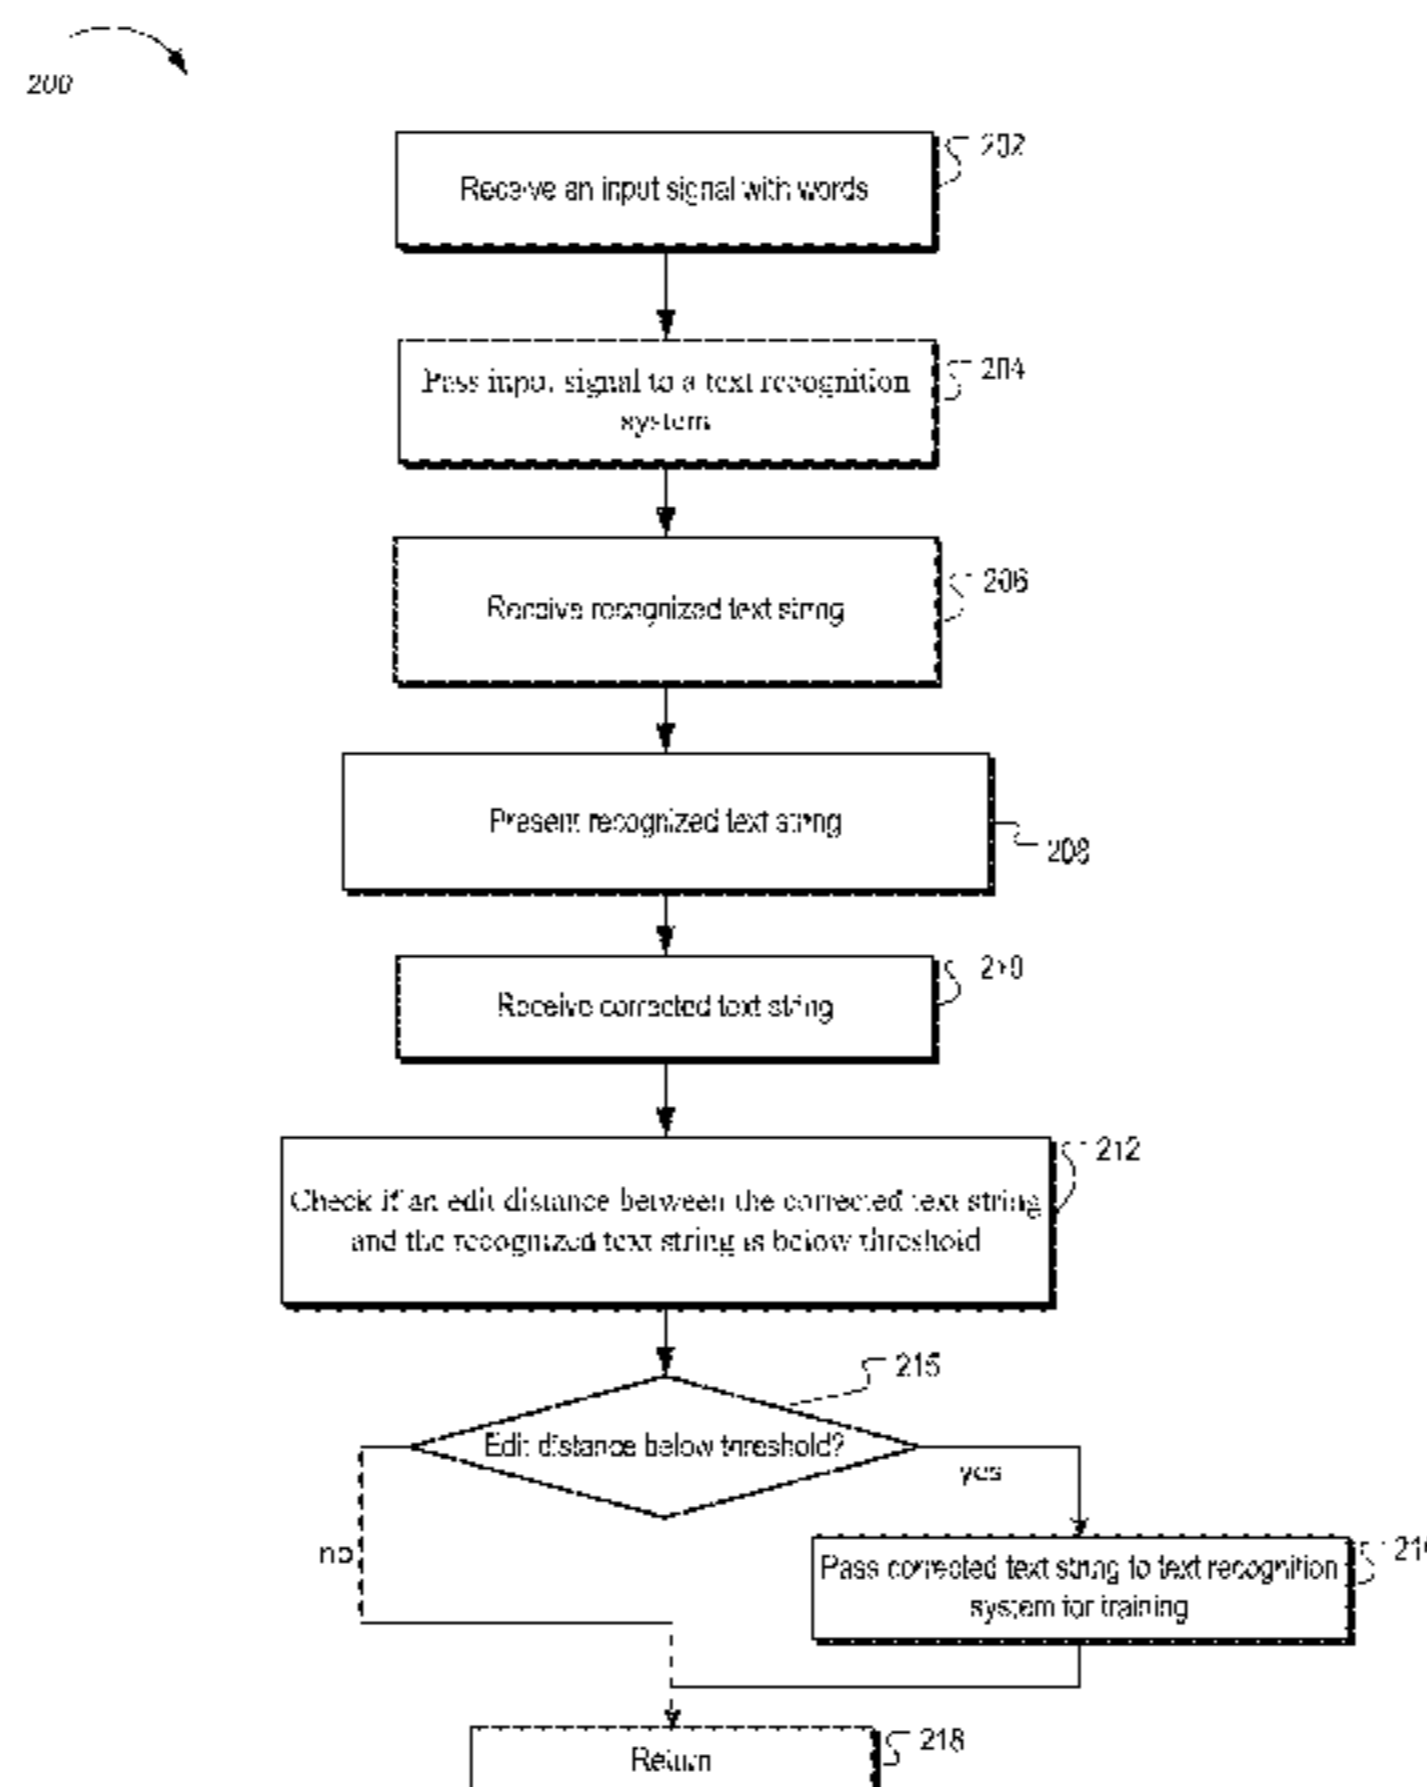 200
202
Receive an input signal with words
204
Pass input signal to a text recognition
system
206
Receive recognized text string
Present recognized text string
208
210
Receive corrected text string
212
Check if an edit distance between the corrected text string
and the recognized text string is below threshold
215
Edit distance below threshold?
yes
no
Pass corrected text string to text recognition
system for training
218
Return